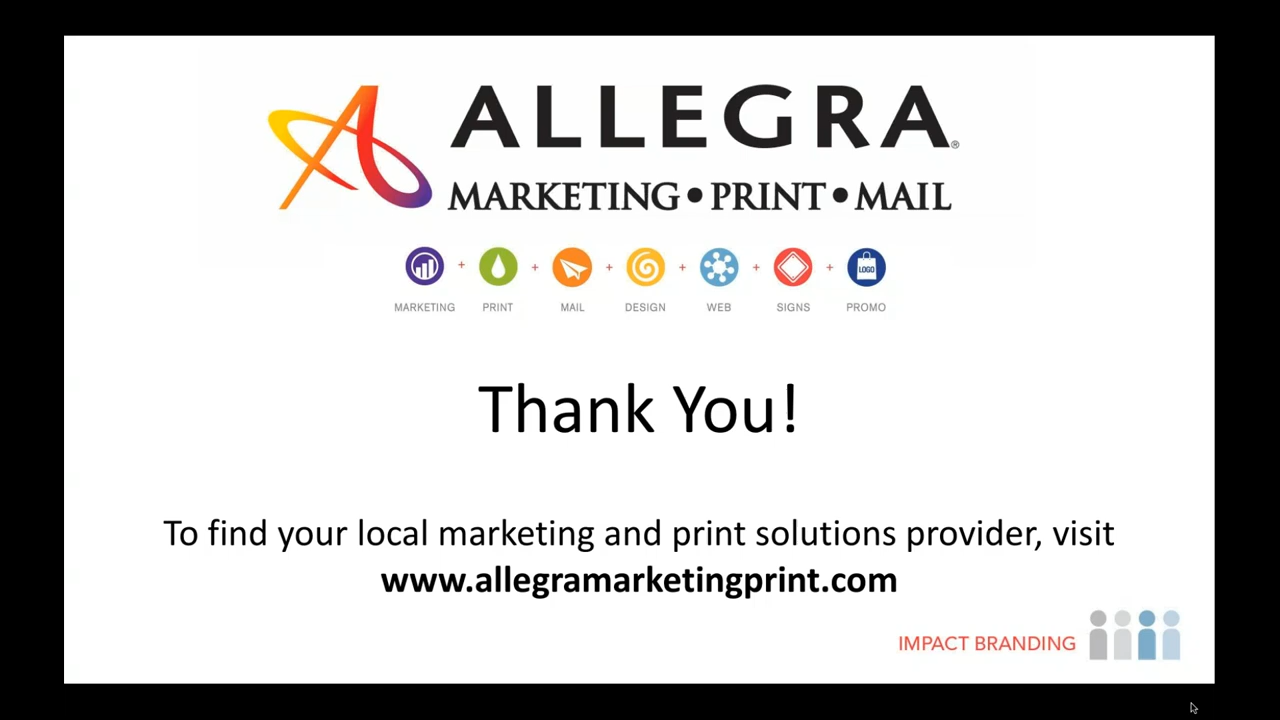 ALLEGRA®
MARKETING•PRINT•MAIL
LOGO
MARKETING + PRINT + MAIL + DESIGN + WEB + SIGNS + PROMO
Thank You!
To find your local marketing and print solutions provider, visit
www.allegramarketingprint.com
IMPACT BRANDING